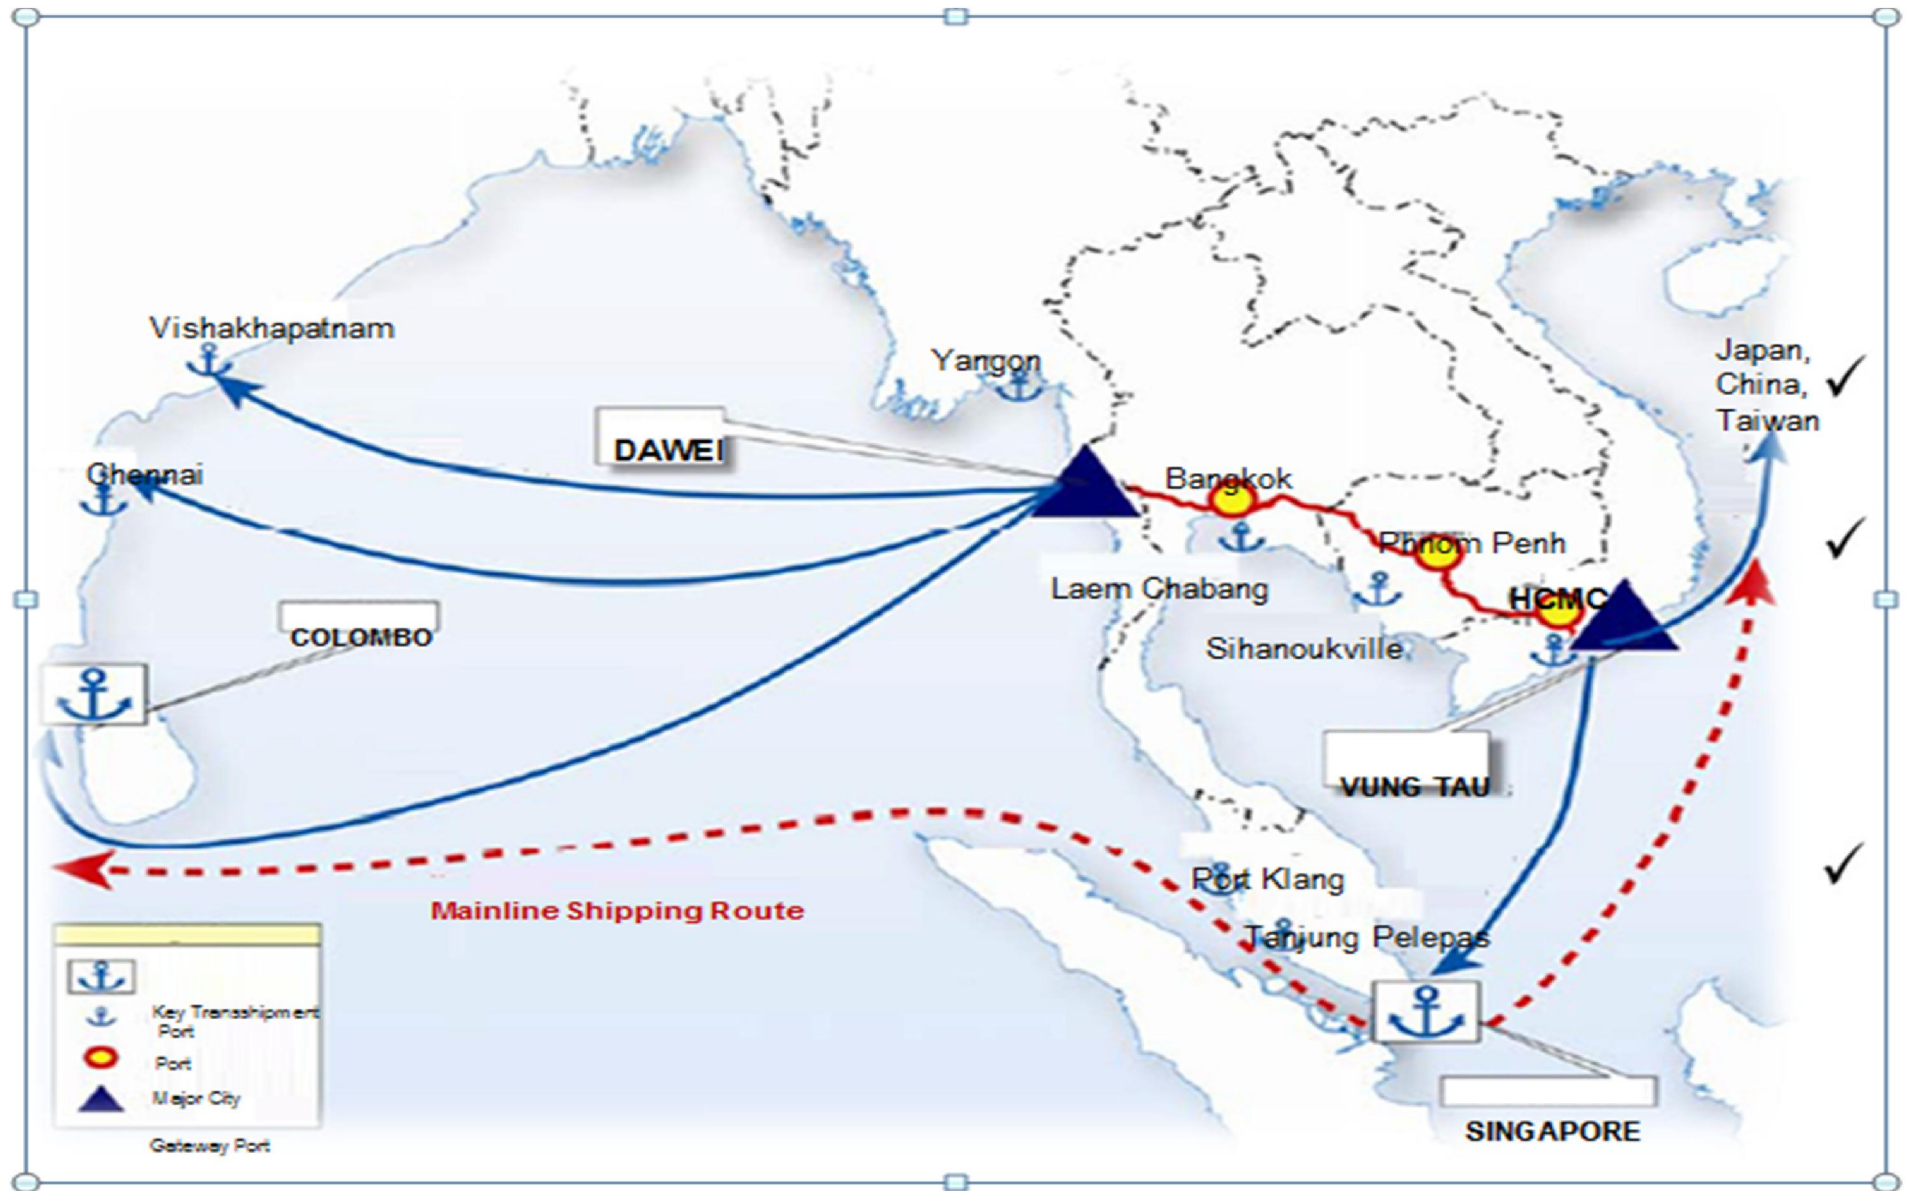 Vishakhapatnam
Yangon
Japan,
China,
Taiwan
DAWEI
Chennai
Bangkok
Phnom Penh
Laem Chabang
HCMC
COLOMBO
Sihanoukville
VUNG TAU
Port Klang
Mainline Shipping Route
Tanjung Pelepas
Key Transshipment
Port
Port
Major City
Gateway Port
SINGAPORE